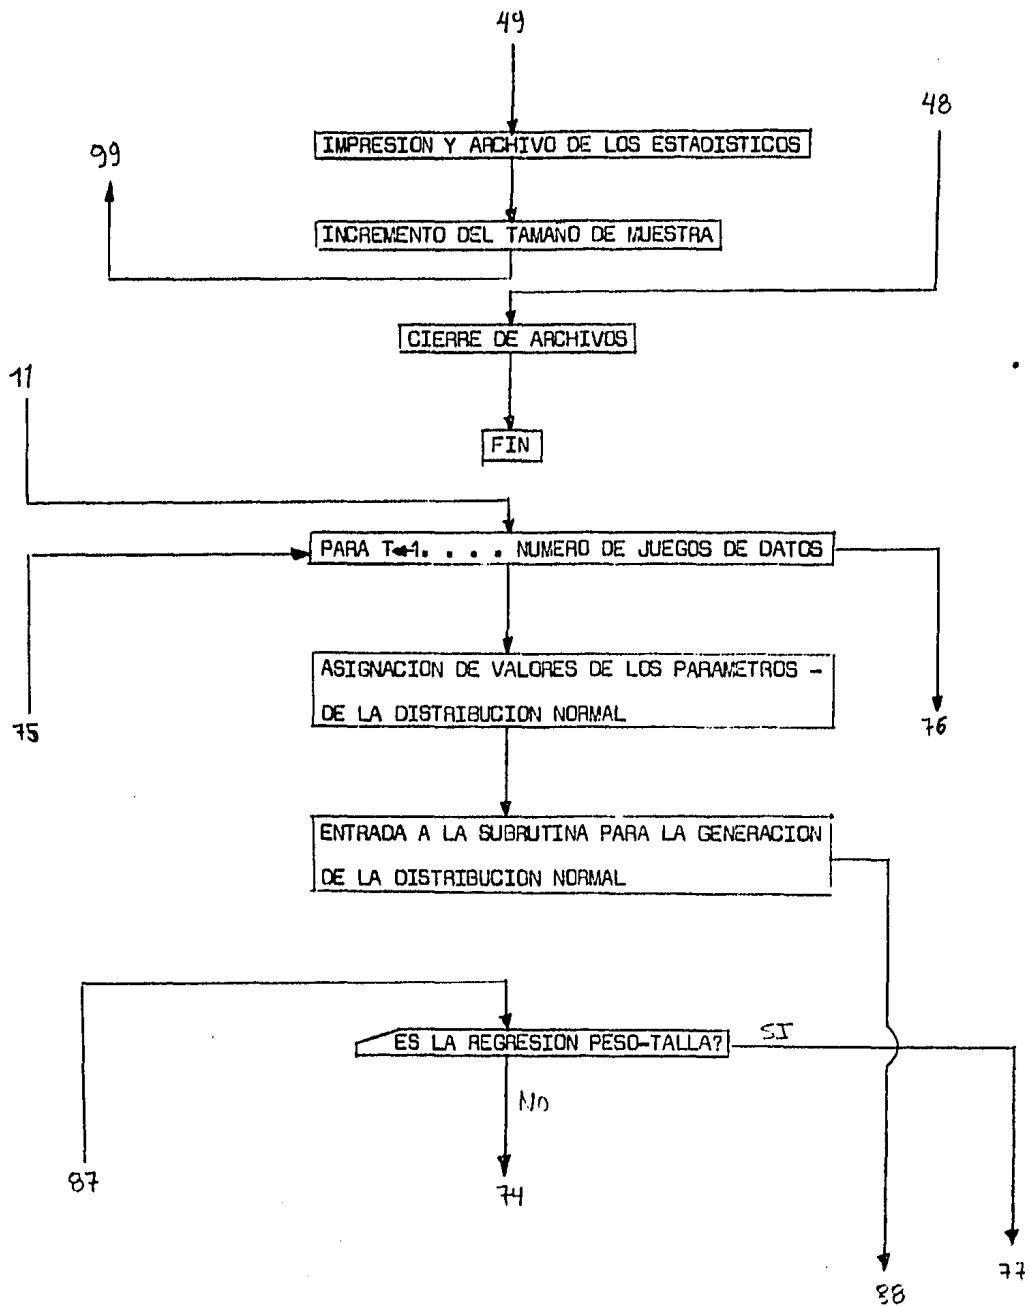 49
48
99
IMPRESION Y ARCHIVO DE LOS ESTADISTICOS
INCREMENTO DEL TAMANO DE MUESTRA
CIERRE DE ARCHIVOS
11
FIN
PARA T←1. . . . NUMERO DE JUEGOS DE DATOS
ASIGNACION DE VALORES DE LOS PARAMETROS -
DE LA DISTRIBUCION NORMAL
75
76
ENTRADA A LA SUBRUTINA PARA LA GENERACION
DE LA DISTRIBUCION NORMAL
ES LA REGRESION PESO-TALLA?
SI
NO
87
74
88
77